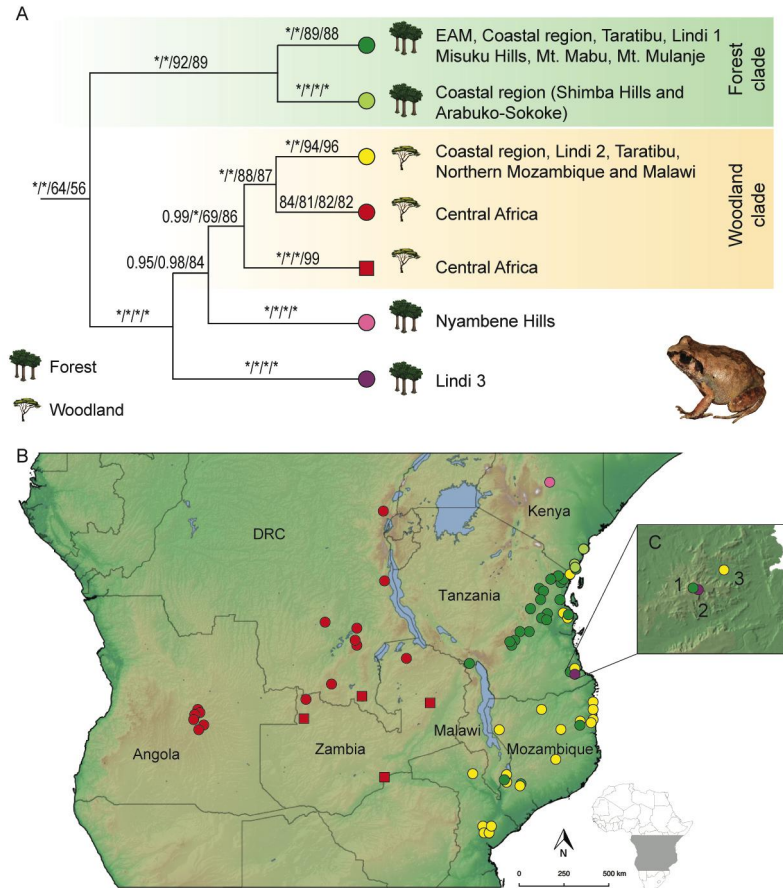 A
*/*/92/89
*/*/89/88
EAM, Coastal region, Taratibu, Lindi 1
Misuku Hills, Mt. Mabu, Mt. Mulanje
*/*/*/*
Coastal region (Shimba Hills and
Arabuko-Sokoke)
Forest
clade
*/*/64/56
*/*/94/96
Coastal region, Lindi 2, Taratibu,
Northern Mozambique and Malawi
*/*/88/87
84/81/82/82
Central Africa
0.99/*/69/86
*/*/*/99
Central Africa
Woodland
clade
0.95/0.98/84
*/*/*/*
Nyambene Hills
*/*/*/*
*/*/*/*
Lindi 3
Forest
Woodland
B
DRC
Kenya
Tanzania
Angola
Zambia
Malawi
Mozambique
C
1
2
3
N
0
250
500 km